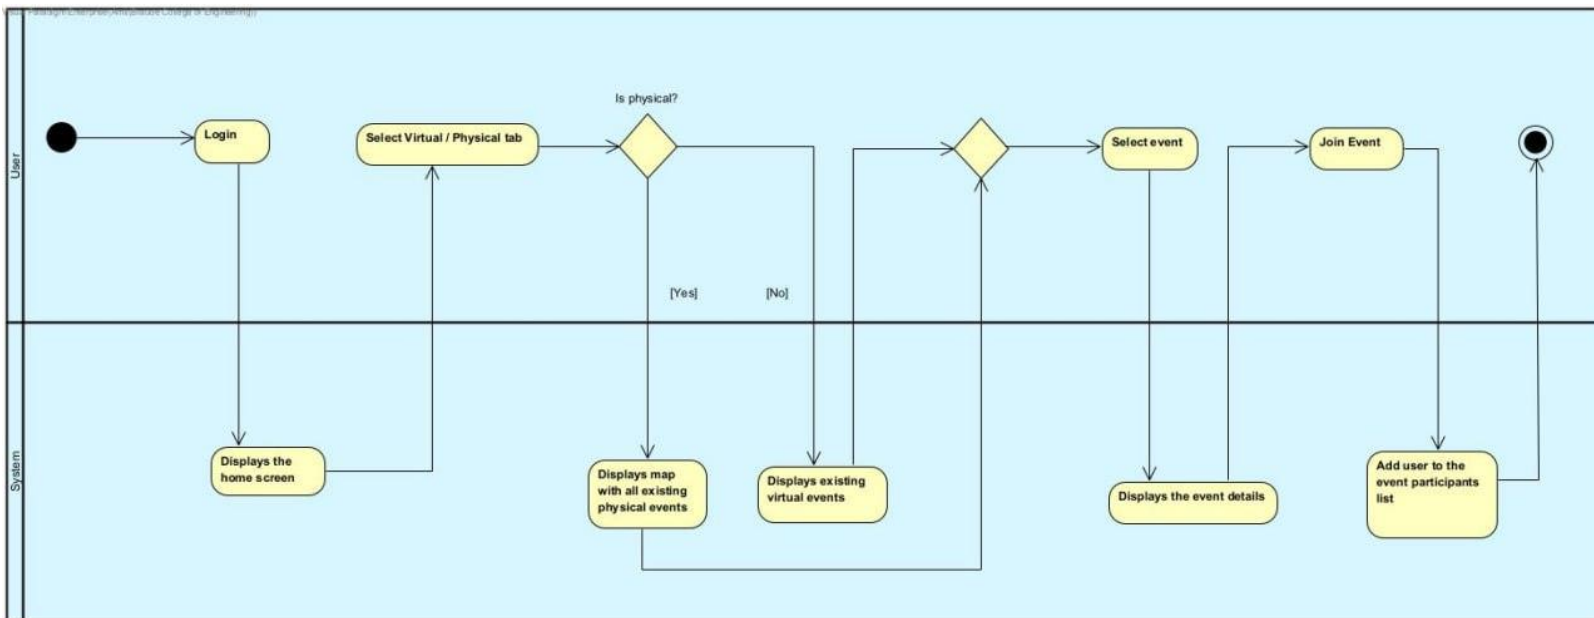 Is physical?
Login
Select Virtual / Physical tab
Select event
Join Event
User
[Yes]
[No]
System
Displays the
home screen
Displays map
with all existing
physical events
Displays existing
virtual events
Displays the event details
Add user to the
event participants
list